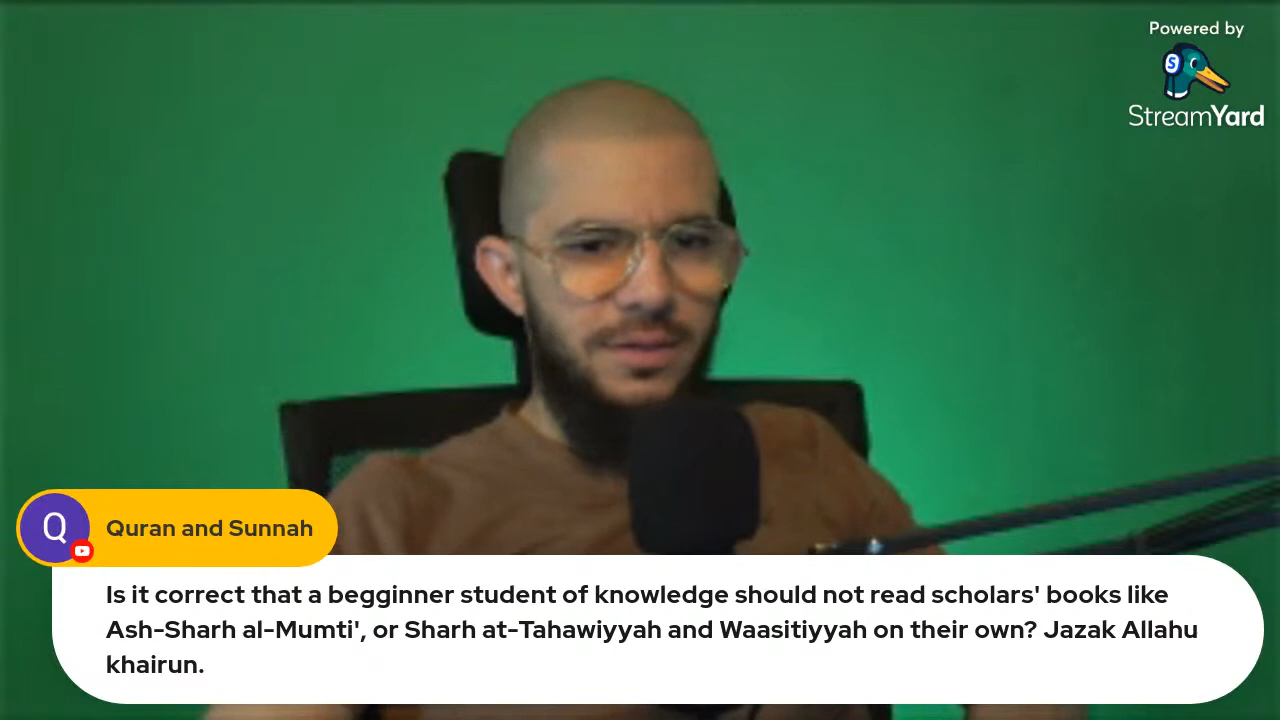 Powered by
S
StreamYard
Q
Quran and Sunnah
Is it correct that a begginner student of knowledge should not read scholars' books like
Ash-Sharh al-Mumti', or Sharh at-Tahawiyyah and Waasitiyyah on their own? Jazak Allahu
khairun.